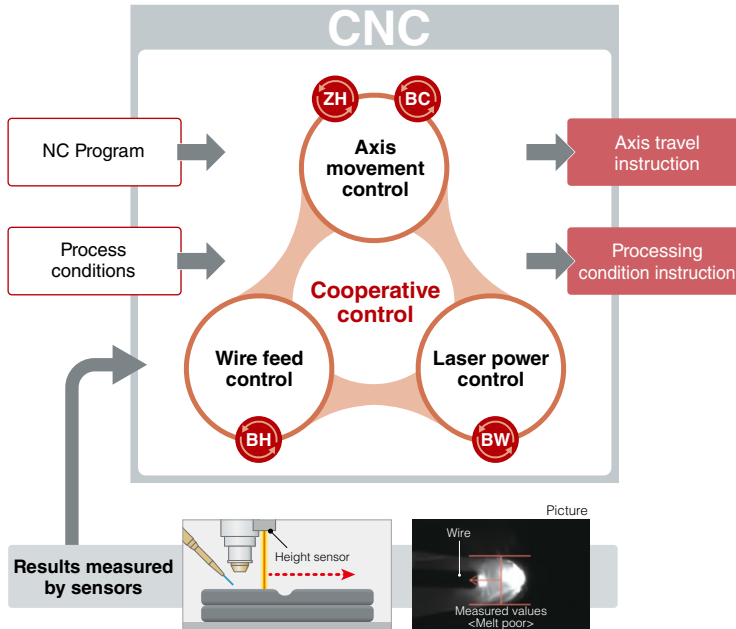 CNC
ZH
BC
Axis
movement
control
NC Program
Axis travel
instruction
Process
conditions
Processing
condition instruction
Cooperative
control
Wire feed
control
Laser power
control
BH
BW
Results measured
by sensors
Height sensor
Picture
Wire
Measured values
<Melt poor>